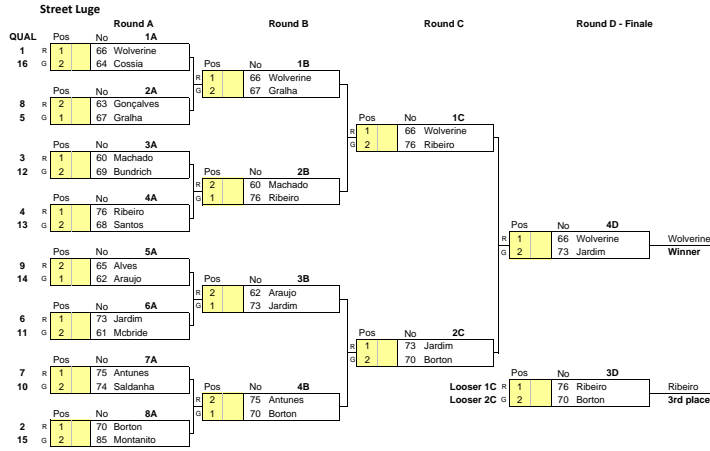 Street Luge
Round A Round B Round C Round D - Finale
QUAL Pos No 1A
1 R 1 66 Wolverine
16 G 2 64 Cossia
2A
8 R 2 63 Gonçalves
5 G 1 67 Gralha
Pos No 3A
3 R 1 60 Machado
12 G 2 69 Bundrich
Pos No 4A
4 R 1 76 Ribeiro
13 G 2 68 Santos
5A
9 R 2 65 Alves
14 G 1 62 Araujo
Pos No 6A
6 R 1 73 Jardim
11 G 2 61 Mcbride
Pos No 7A
7 R 1 75 Antunes
10 G 2 74 Saldanha
Pos No 8A
2 R 1 70 Borton
15 G 2 85 Montanito
Pos No 1B
R 1 66 Wolverine
G 2 67 Gralha
Pos No 2B
R 2 60 Machado
G 1 76 Ribeiro
Pos No 3B
R 2 62 Araujo
G 1 73 Jardim
Pos No 4B
R 2 75 Antunes
G 1 70 Borton
Pos No 1C
R 1 66 Wolverine
G 2 76 Ribeiro
Pos No 2C
R 1 73 Jardim
G 2 70 Borton
Pos No 4D
R 1 66 Wolverine Wolverine
G 2 73 Jardim Winner
Pos No 3D
Looser 1C R 1 76 Ribeiro Ribeiro
Looser 2C G 2 70 Borton 3rd place